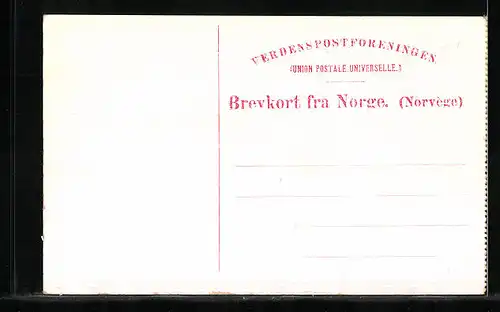 VERDENSPOSTFORENINGEN
(UNION POSTALE UNIVERSELLE.)
Brevkort fra Norge. (Norvège)